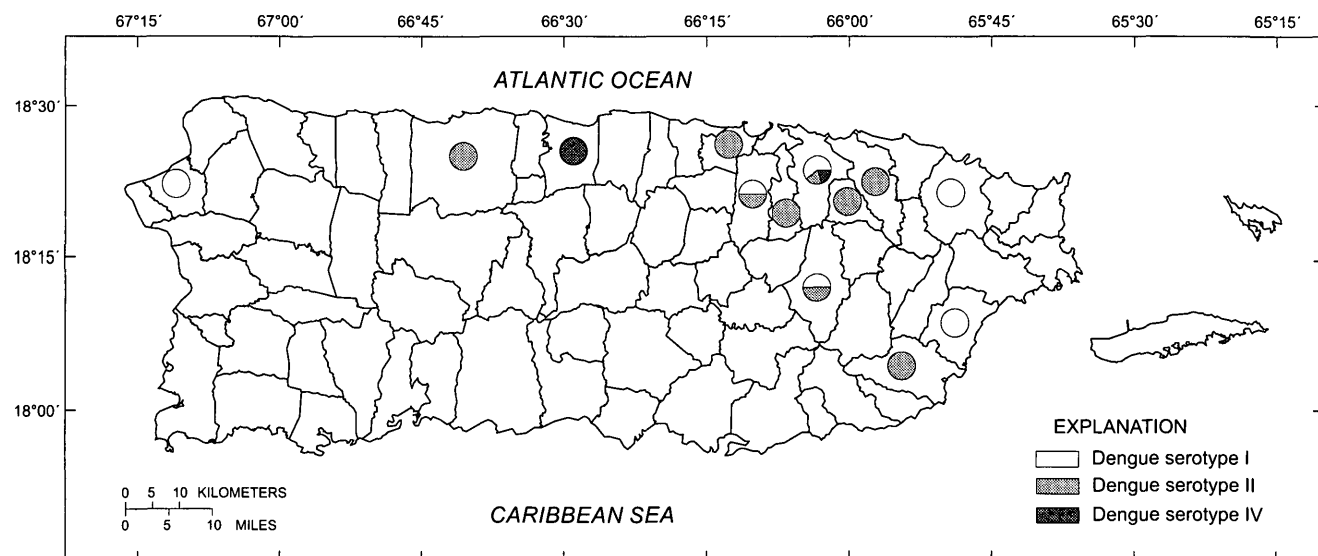 67°15´ 67°00´ 66°45´ 66°30´ 66°15´ 66°00´ 65°45´ 65°30´ 65°15´
ATLANTIC OCEAN
18°30´
18°15´
18°00´
EXPLANATION
Dengue serotype I
Dengue serotype II
Dengue serotype IV
0 5 10 KILOMETERS
0 5 10 MILES
CARIBBEAN SEA